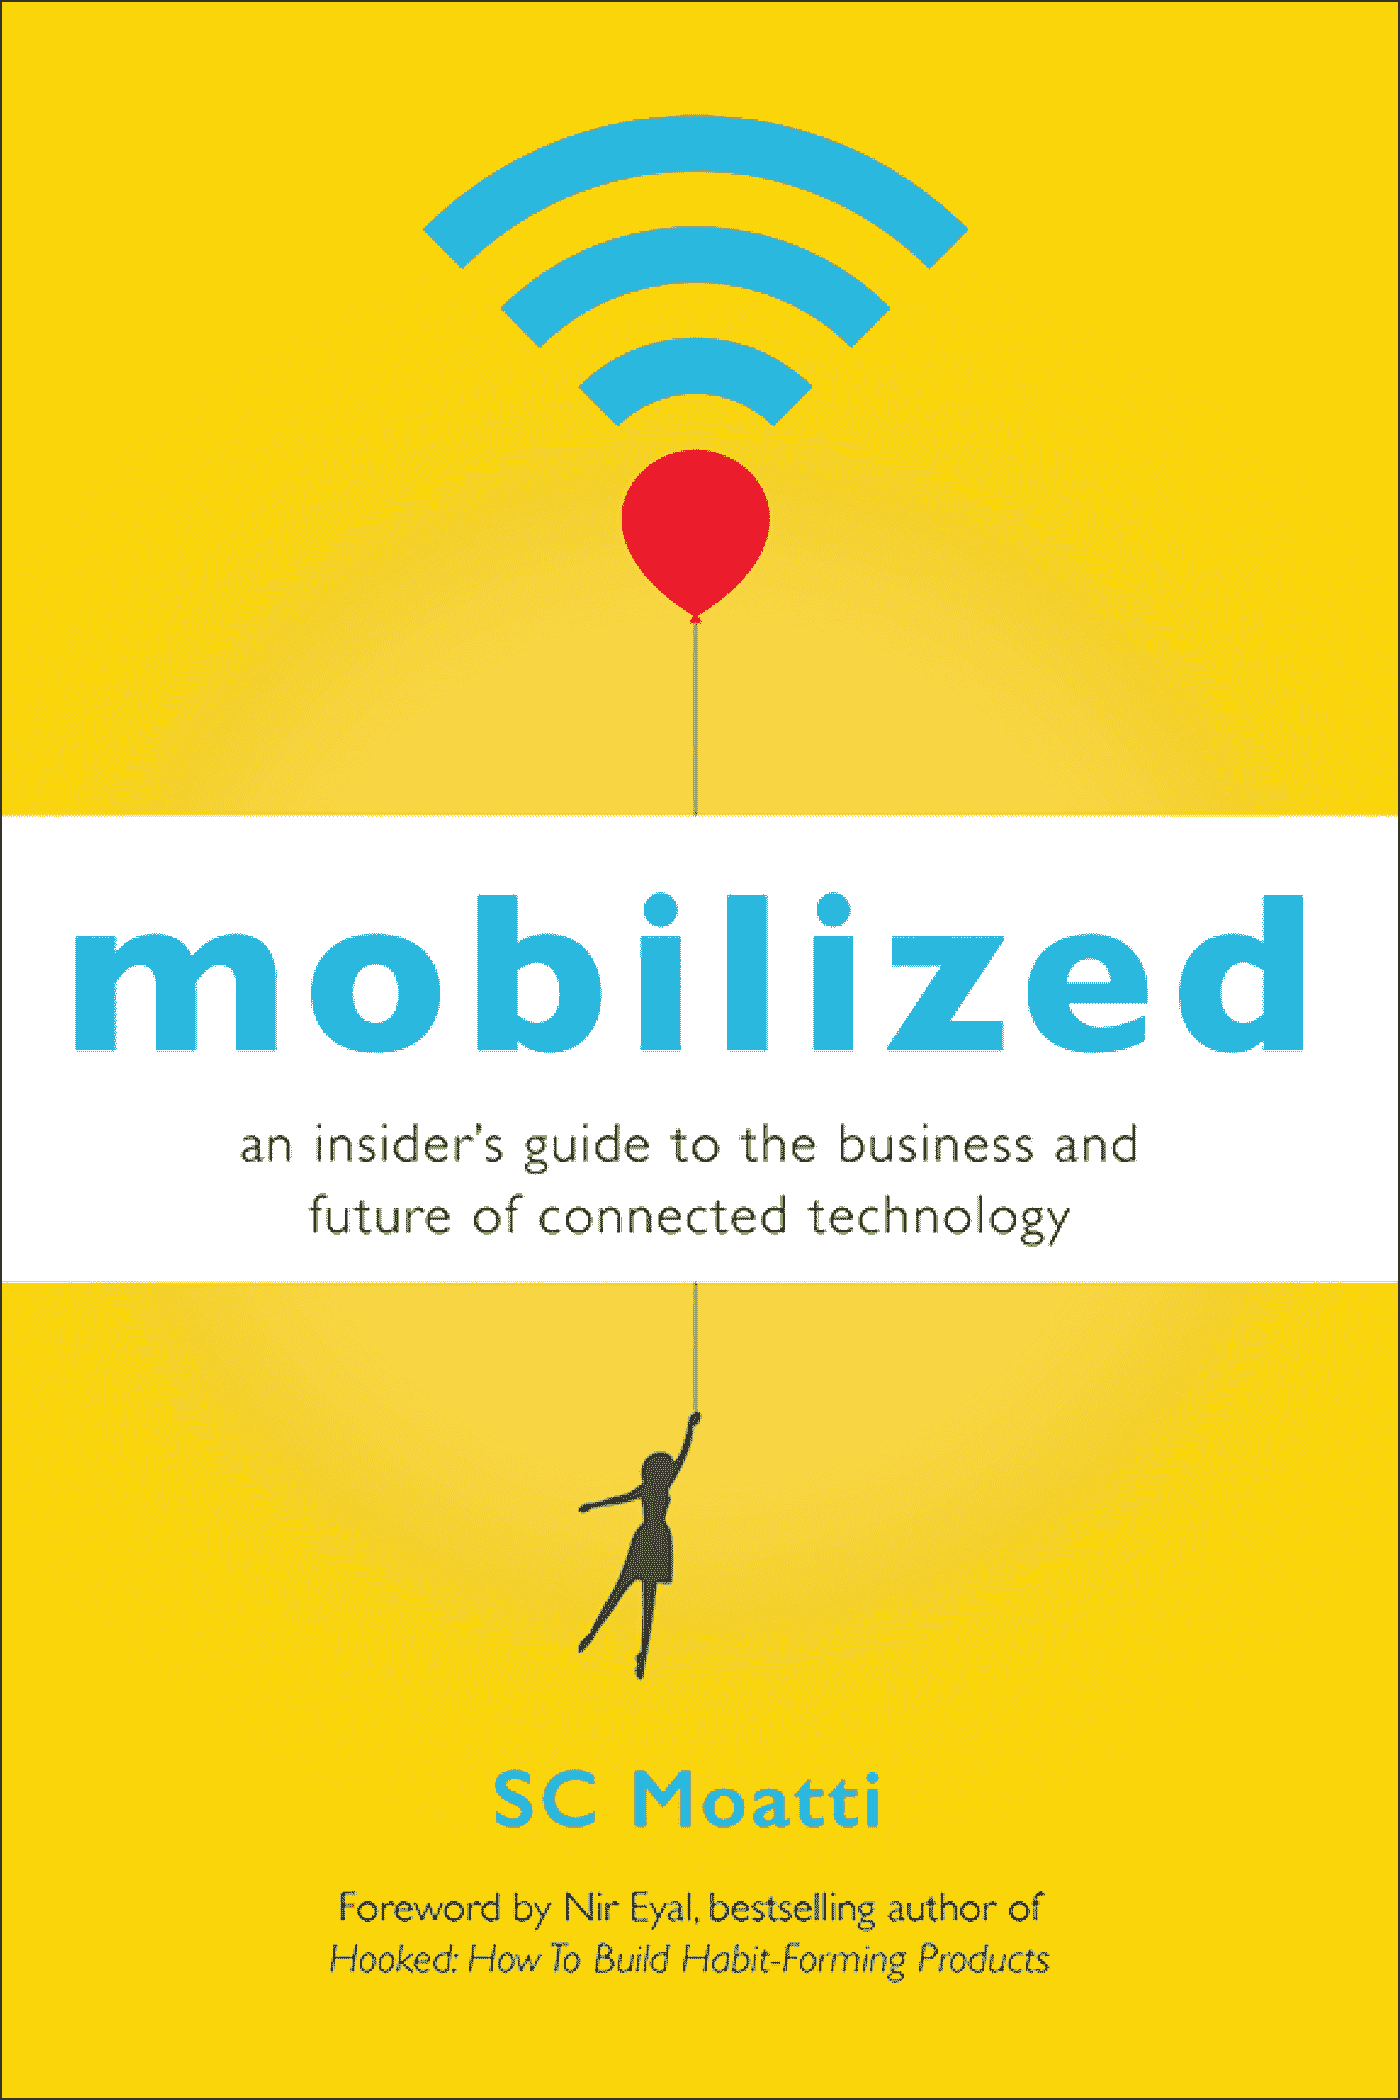 mobilized
an insider's guide to the business and
future of connected technology
SC Moatti
Foreword by Nir Eyal, bestselling author of
Hooked: How To Build Habit-Forming Products